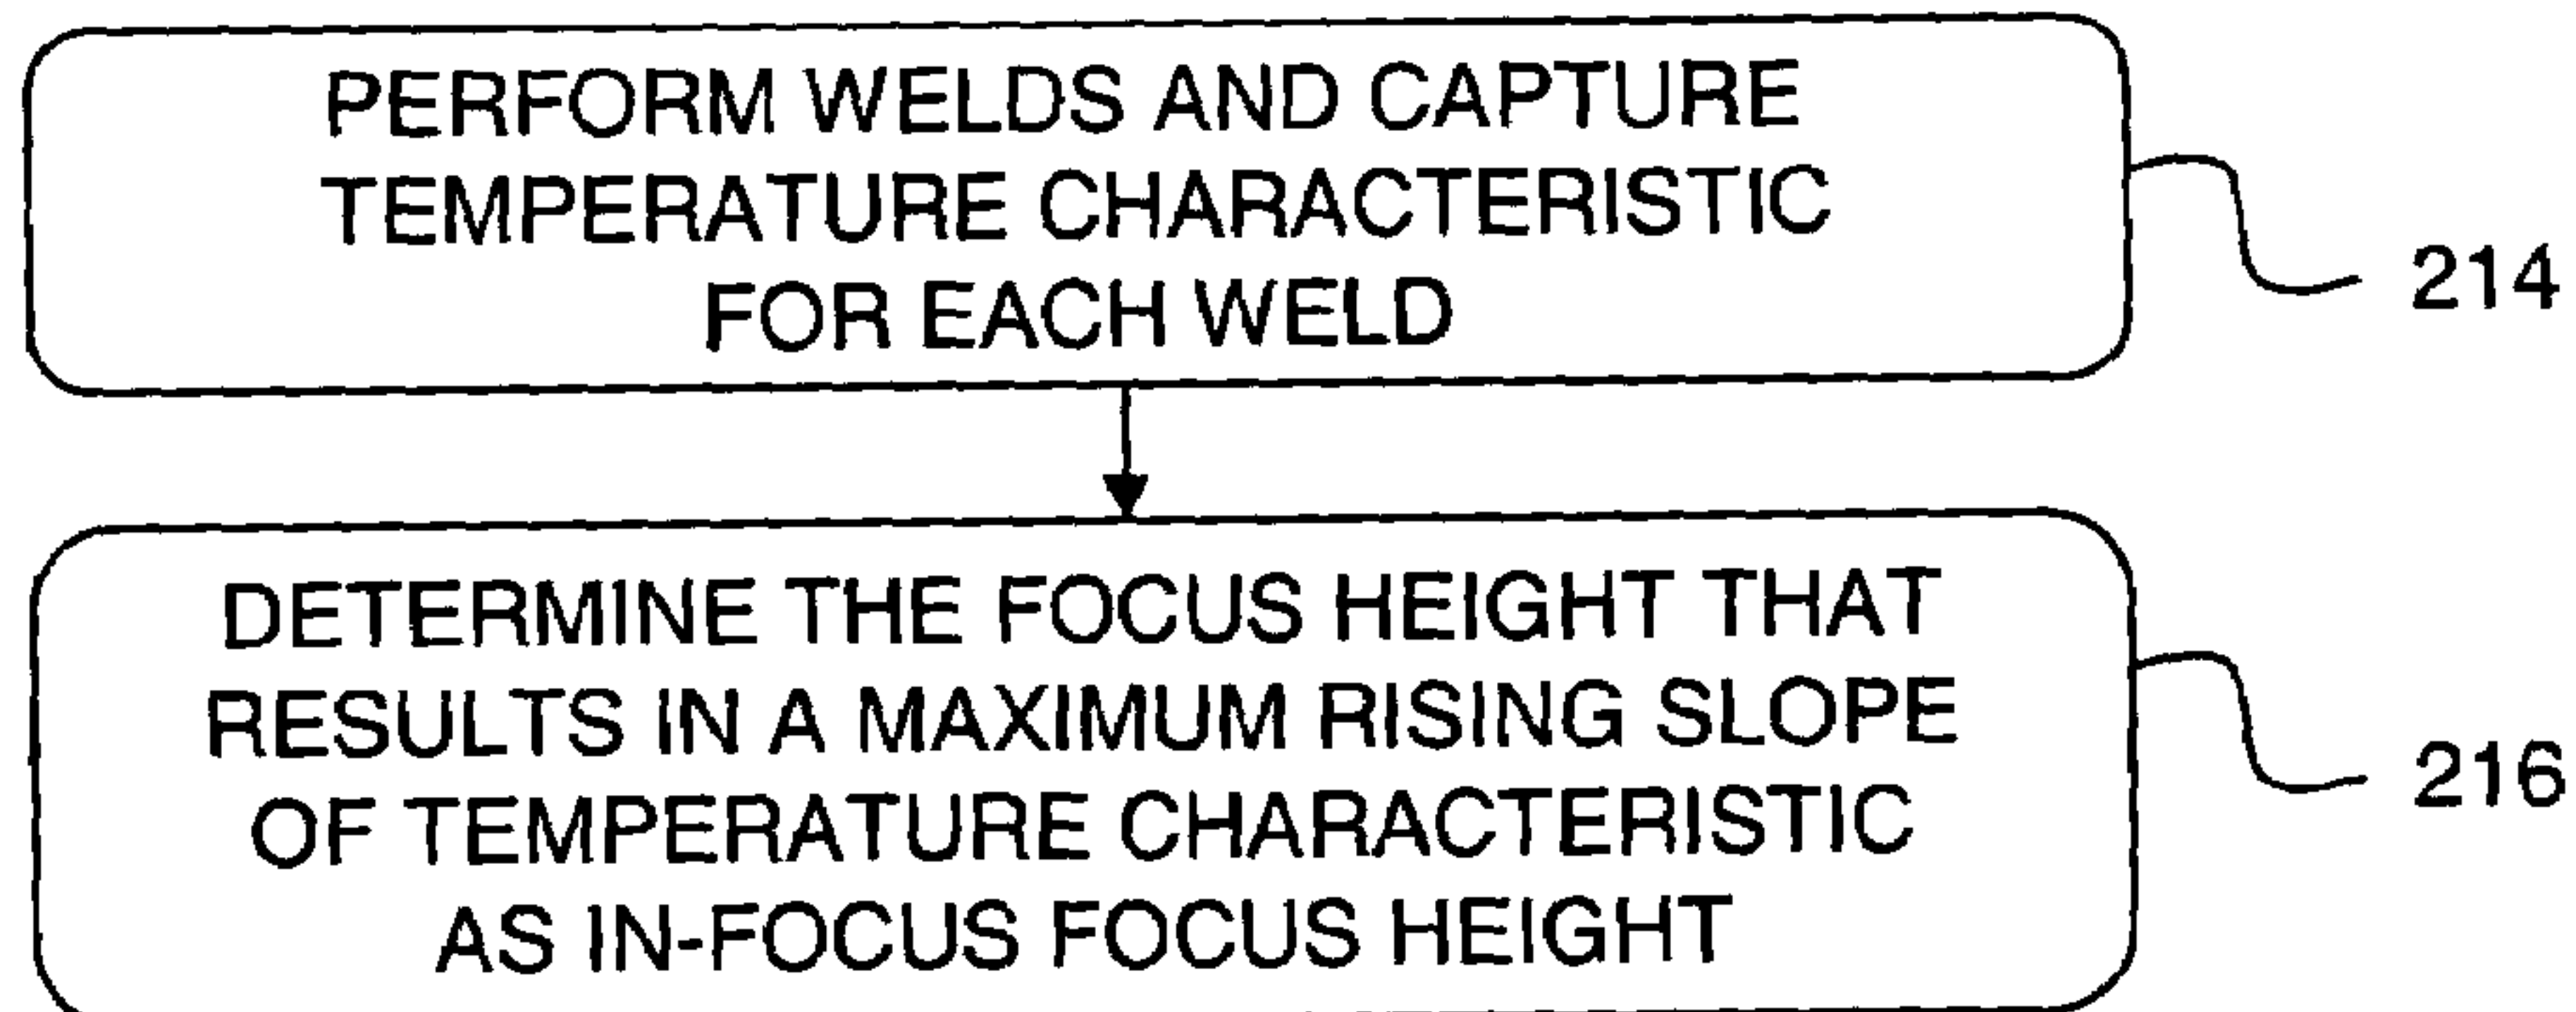 PERFORM WELDS AND CAPTURE
TEMPERATURE CHARACTERISTIC
FOR EACH WELD
214
DETERMINE THE FOCUS HEIGHT THAT
RESULTS IN A MAXIMUM RISING SLOPE
OF TEMPERATURE CHARACTERISTIC
AS IN-FOCUS FOCUS HEIGHT
216